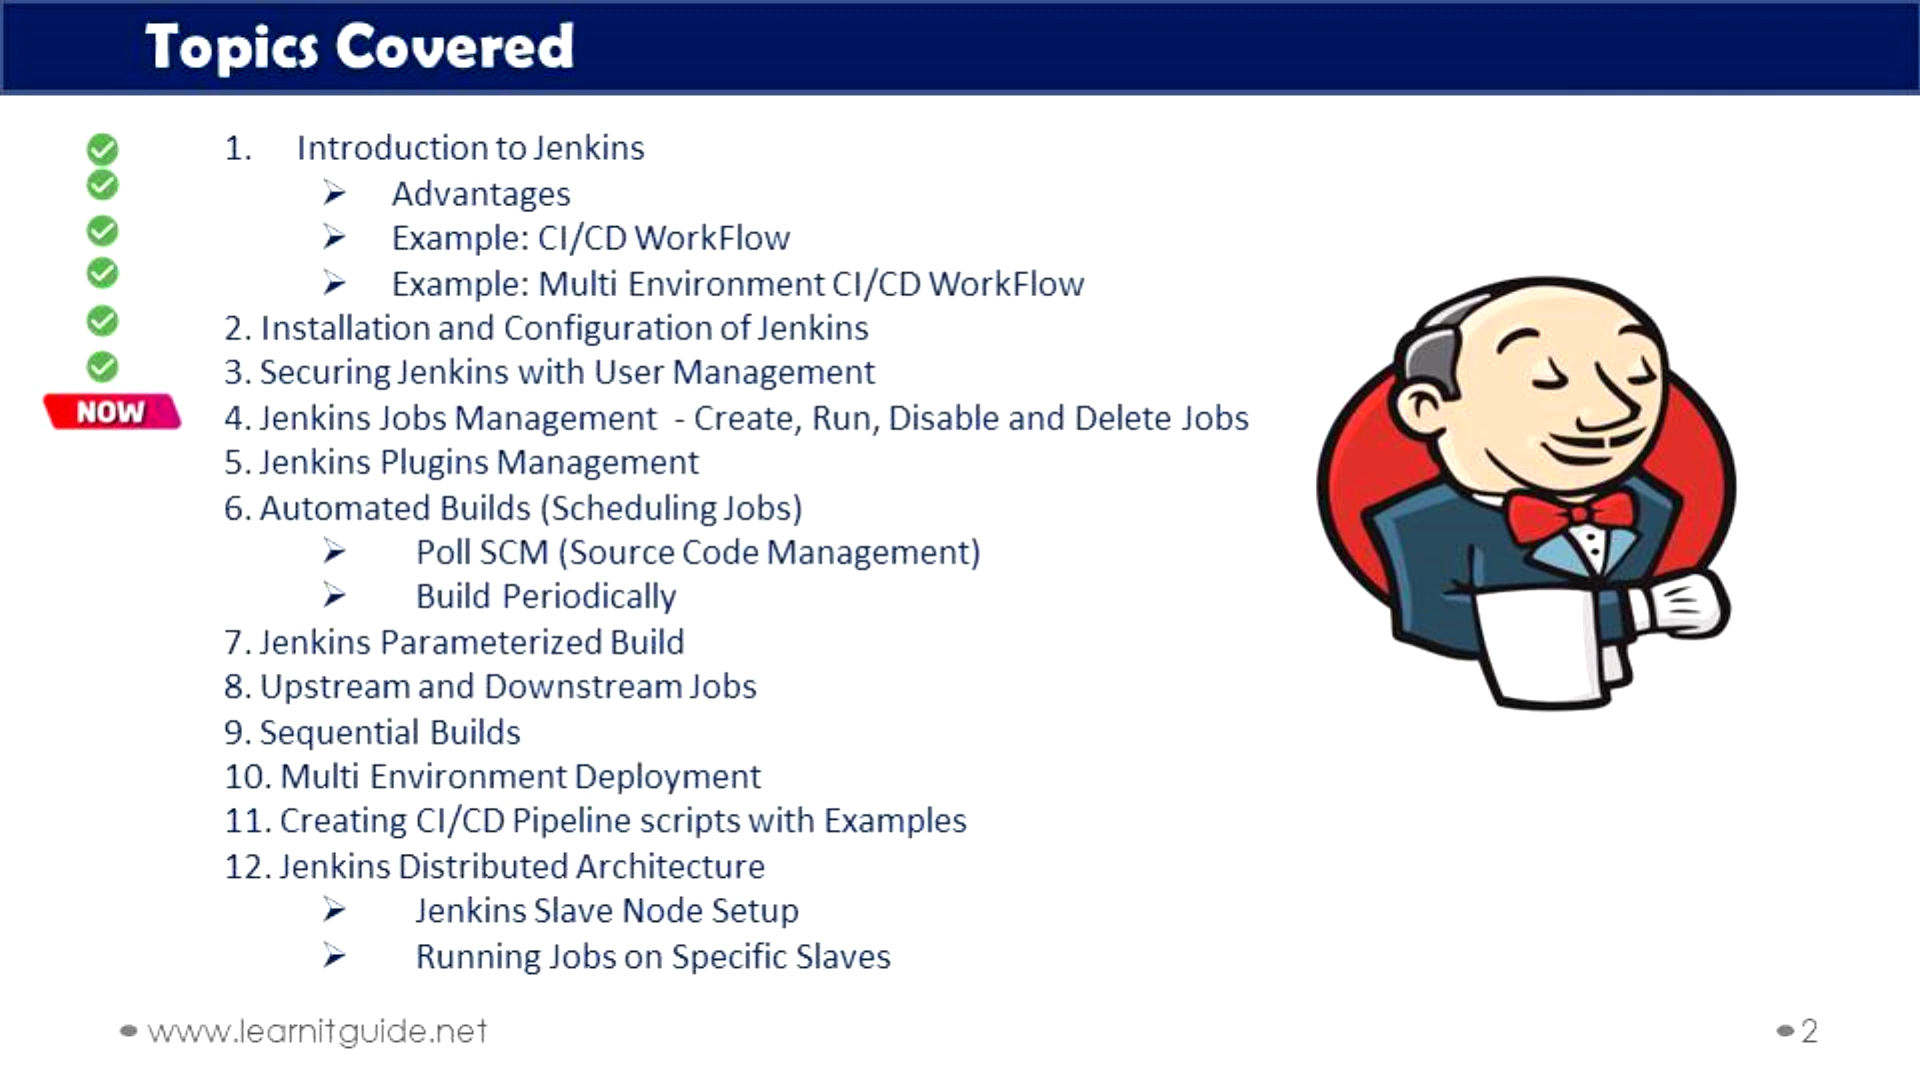 Topics Covered
1. Introduction to Jenkins
➢ Advantages
➢ Example: CI/CD WorkFlow
➢ Example: Multi Environment CI/CD WorkFlow
2. Installation and Configuration of Jenkins
3. Securing Jenkins with User Management
NOW
4. Jenkins Jobs Management - Create, Run, Disable and Delete Jobs
5. Jenkins Plugins Management
6. Automated Builds (Scheduling Jobs)
➢ Poll SCM (Source Code Management)
➢ Build Periodically
7. Jenkins Parameterized Build
8. Upstream and Downstream Jobs
9. Sequential Builds
10. Multi Environment Deployment
11. Creating CI/CD Pipeline scripts with Examples
12. Jenkins Distributed Architecture
➢ Jenkins Slave Node Setup
➢ Running Jobs on Specific Slaves
• www.learnitguide.net
• 2